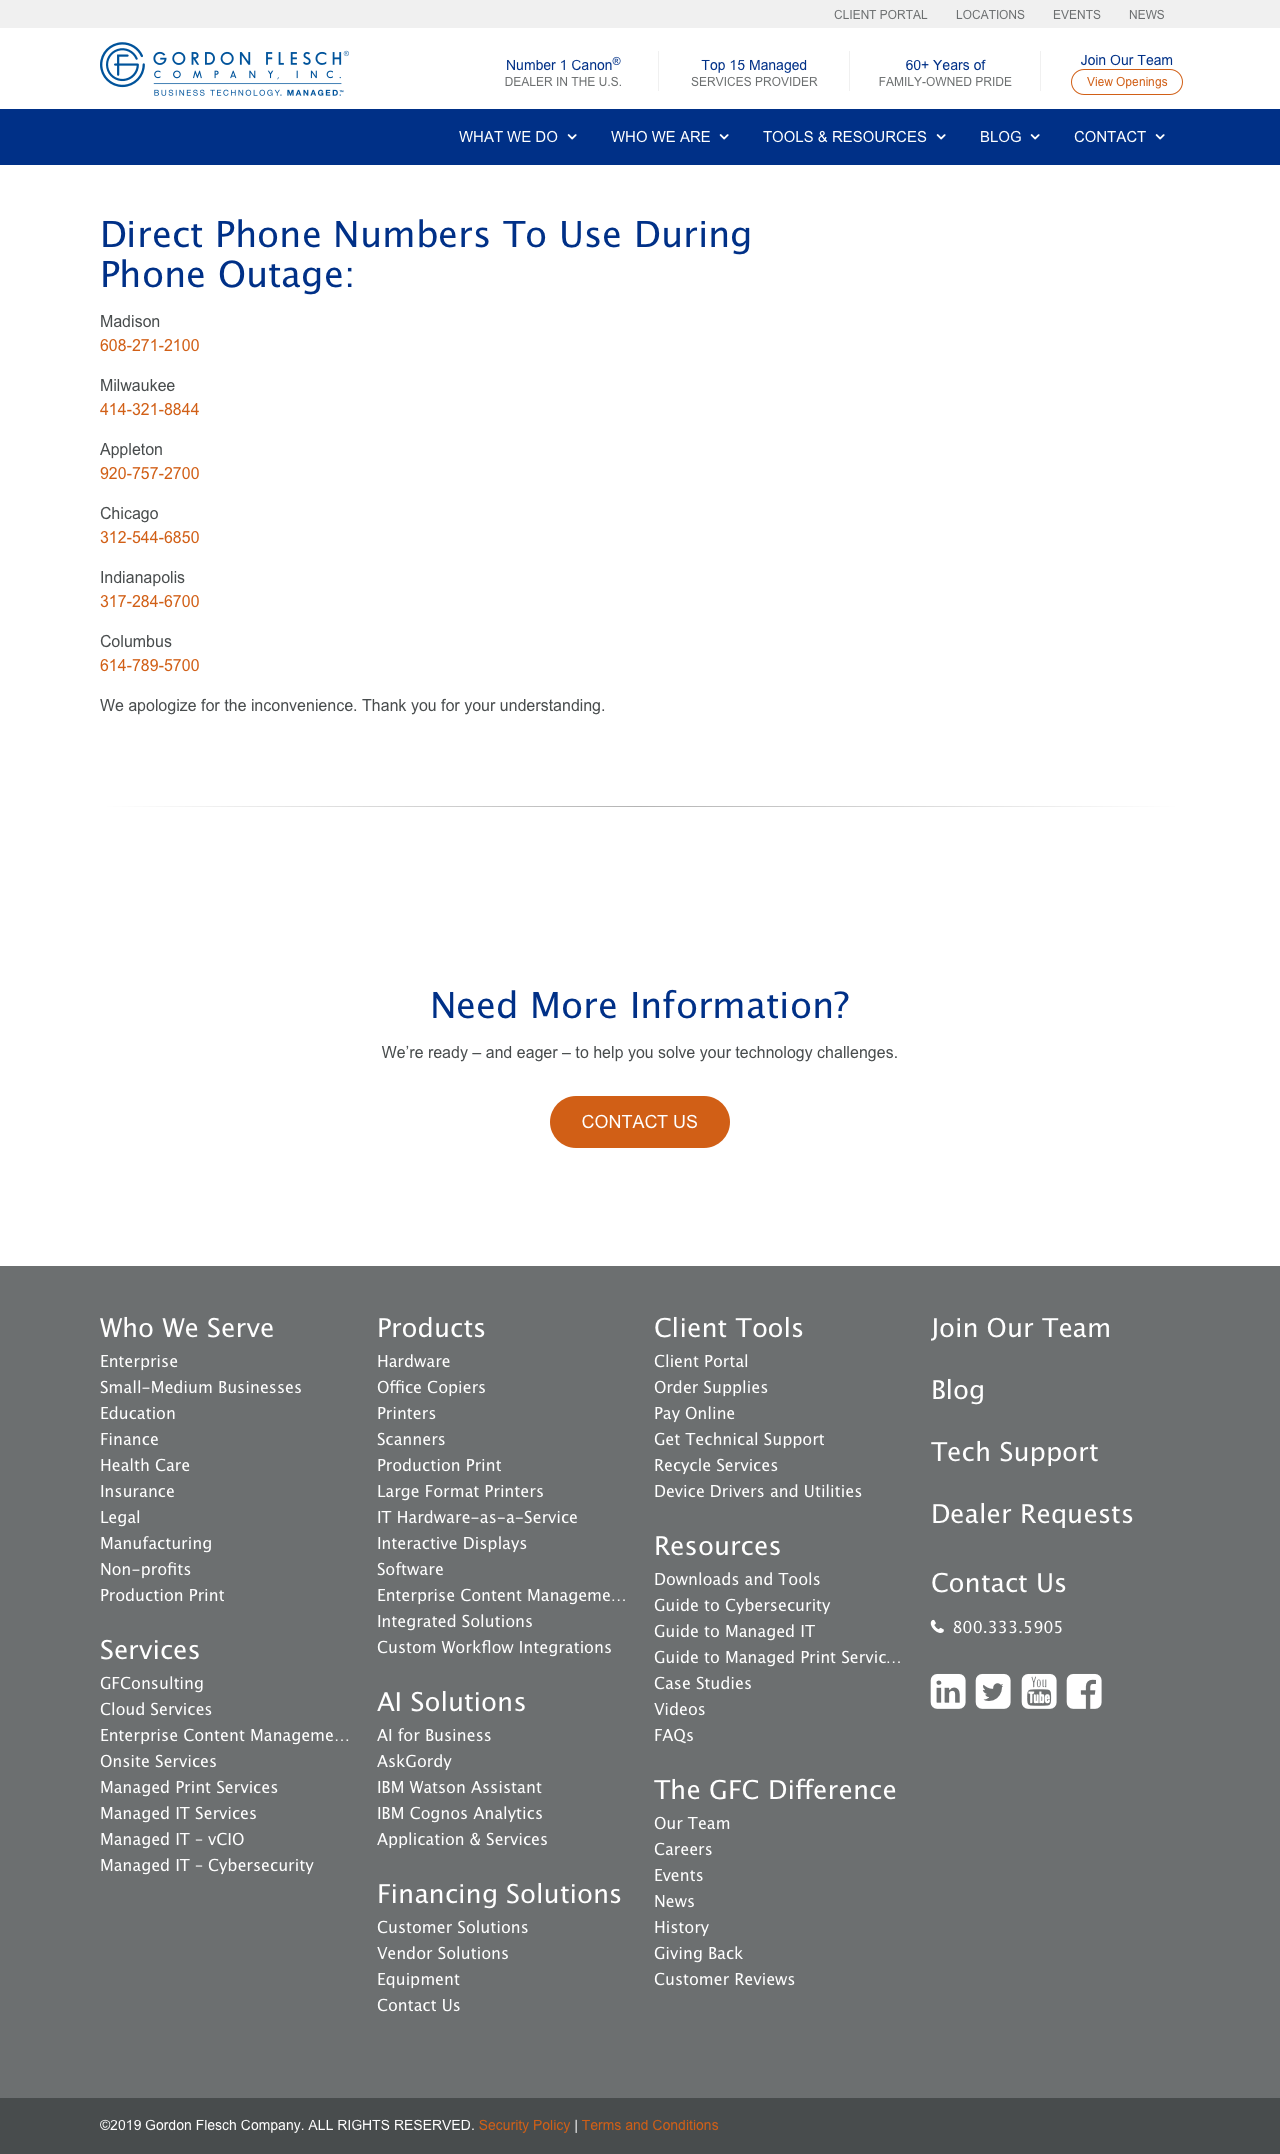 CLIENT PORTAL LOCATIONS EVENTS NEWS
GORDON FLESCH®
COMPANY, INC.
BUSINESS TECHNOLOGY. MANAGED.™
Number 1 Canon®
DEALER IN THE U.S.
Top 15 Managed
SERVICES PROVIDER
60+ Years of
FAMILY-OWNED PRIDE
Join Our Team
View Openings
WHAT WE DO WHO WE ARE TOOLS & RESOURCES BLOG CONTACT
Direct Phone Numbers To Use During
Phone Outage:
Madison
608-271-2100
Milwaukee
414-321-8844
Appleton
920-757-2700
Chicago
312-544-6850
Indianapolis
317-284-6700
Columbus
614-789-5700
We apologize for the inconvenience. Thank you for your understanding.
Need More Information?
We’re ready – and eager – to help you solve your technology challenges.
CONTACT US
Who We Serve
Enterprise
Small-Medium Businesses
Education
Finance
Health Care
Insurance
Legal
Manufacturing
Non-profits
Production Print
Services
GFConsulting
Cloud Services
Enterprise Content Manageme...
Onsite Services
Managed Print Services
Managed IT Services
Managed IT – vCIO
Managed IT – Cybersecurity
Products
Hardware
Office Copiers
Printers
Scanners
Production Print
Large Format Printers
IT Hardware-as-a-Service
Interactive Displays
Software
Enterprise Content Manageme...
Integrated Solutions
Custom Workflow Integrations
AI Solutions
AI for Business
AskGordy
IBM Watson Assistant
IBM Cognos Analytics
Application & Services
Financing Solutions
Customer Solutions
Vendor Solutions
Equipment
Contact Us
Client Tools
Client Portal
Order Supplies
Pay Online
Get Technical Support
Recycle Services
Device Drivers and Utilities
Resources
Downloads and Tools
Guide to Cybersecurity
Guide to Managed IT
Guide to Managed Print Servic...
Case Studies
Videos
FAQs
The GFC Difference
Our Team
Careers
Events
News
History
Giving Back
Customer Reviews
Join Our Team
Blog
Tech Support
Dealer Requests
Contact Us
800.333.5905
in You Tube f
©2019 Gordon Flesch Company. ALL RIGHTS RESERVED. Security Policy | Terms and Conditions